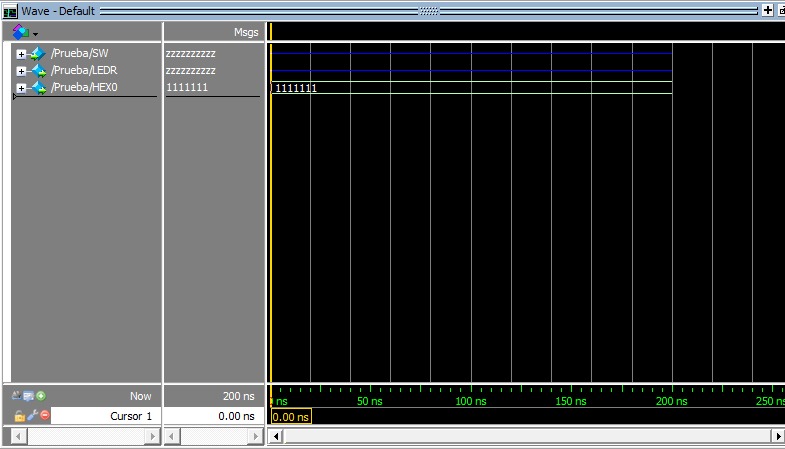 Wave - Default
Msgs
/Prueba/SW zzzzzzzzzz
/Prueba/LEDR zzzzzzzzzz
/Prueba/HEX0 1111111 1111111
Now 200 ns ns 50 ns 100 ns 150 ns 200 ns 250 ns
Cursor 1 0.00 ns 0.00 ns